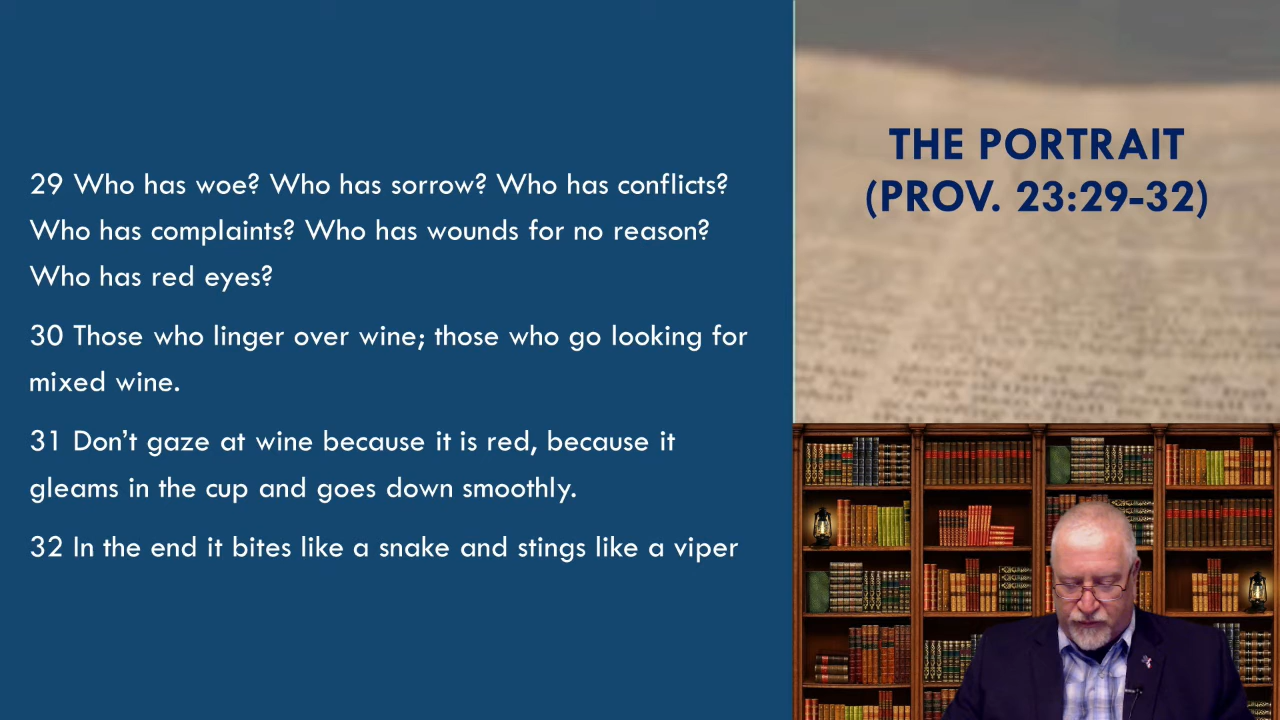 29 Who has woe? Who has sorrow? Who has conflicts?
Who has complaints? Who has wounds for no reason?
Who has red eyes?
30 Those who linger over wine; those who go looking for
mixed wine.
31 Don’t gaze at wine because it is red, because it
gleams in the cup and goes down smoothly.
32 In the end it bites like a snake and stings like a viper
THE PORTRAIT
(PROV. 23:29-32)